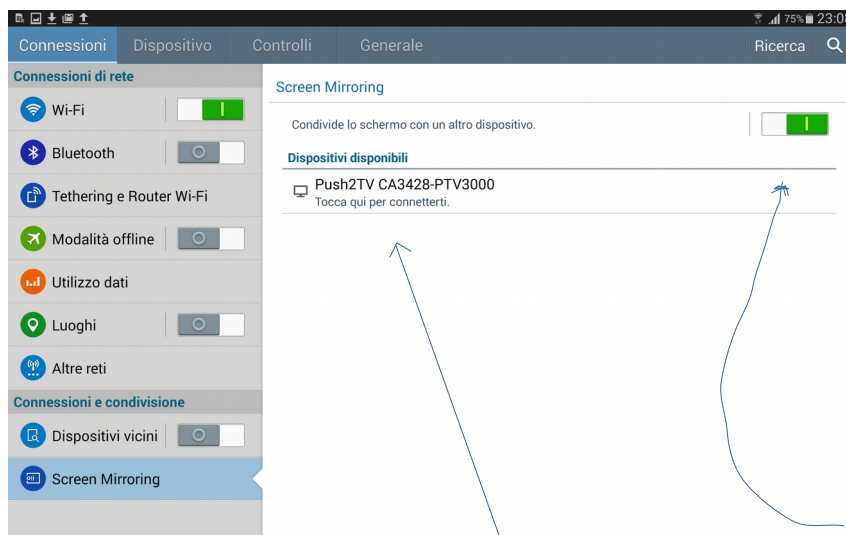 75% 23:08
Connessioni Dispositivo Controlli Generale Ricerca
Connessioni di rete
Wi-Fi
Bluetooth
Tethering e Router Wi-Fi
Modalità offline
Utilizzo dati
Luoghi
Altre reti
Connessioni e condivisione
Dispositivi vicini
Screen Mirroring
Screen Mirroring
Condivide lo schermo con un altro dispositivo.
Dispositivi disponibili
Push2TV CA3428-PTV3000
Tocca qui per connetterti.